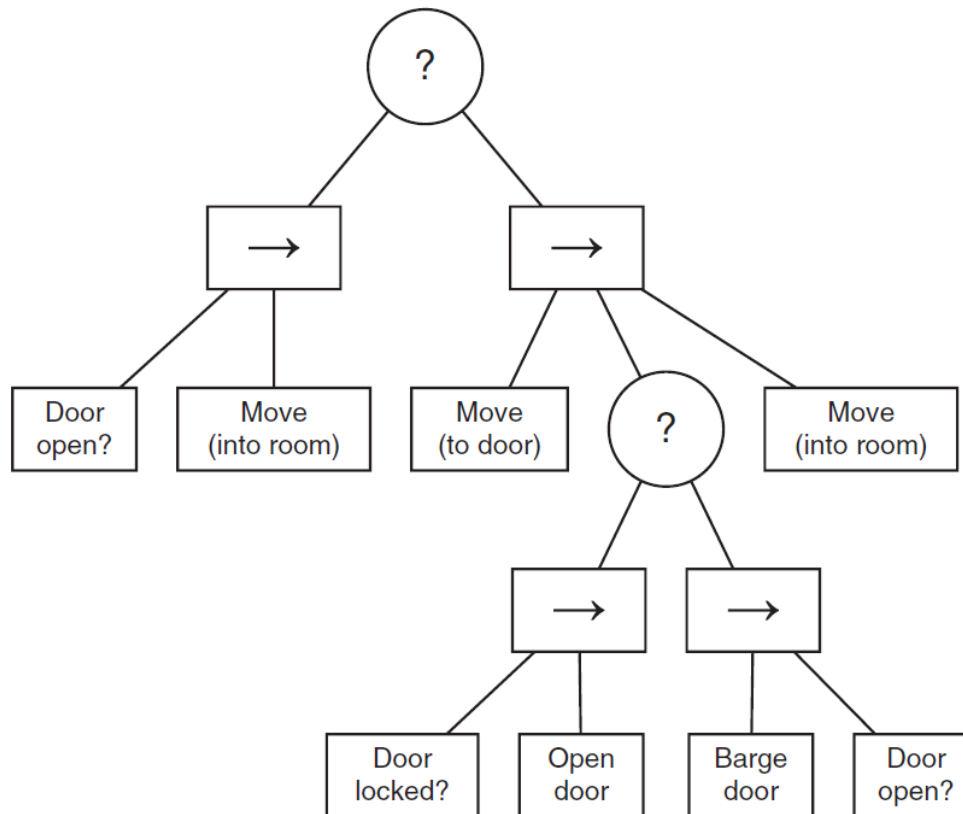 ?
→ →
Door
open?
Move
(into room)
Move
(to door)
?
Move
(into room)
→ →
Door
locked?
Open
door
Barge
door
Door
open?